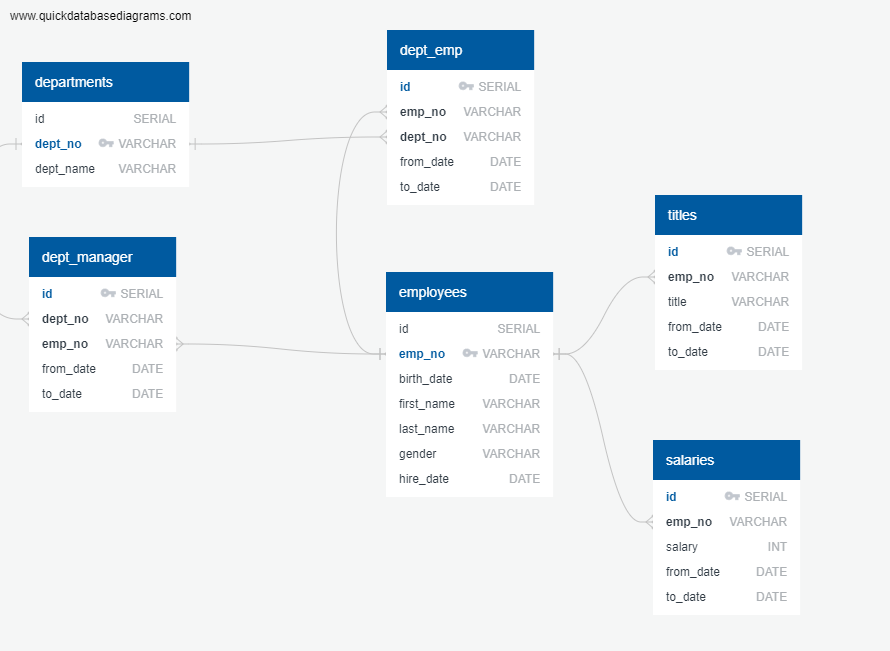 www.quickdatabasediagrams.com
departments
id SERIAL
dept_no VARCHAR
dept_name VARCHAR
dept_manager
id SERIAL
dept_no VARCHAR
emp_no VARCHAR
from_date DATE
to_date DATE
dept_emp
id SERIAL
emp_no VARCHAR
dept_no VARCHAR
from_date DATE
to_date DATE
employees
id SERIAL
emp_no VARCHAR
birth_date DATE
first_name VARCHAR
last_name VARCHAR
gender VARCHAR
hire_date DATE
titles
id SERIAL
emp_no VARCHAR
title VARCHAR
from_date DATE
to_date DATE
salaries
id SERIAL
emp_no VARCHAR
salary INT
from_date DATE
to_date DATE